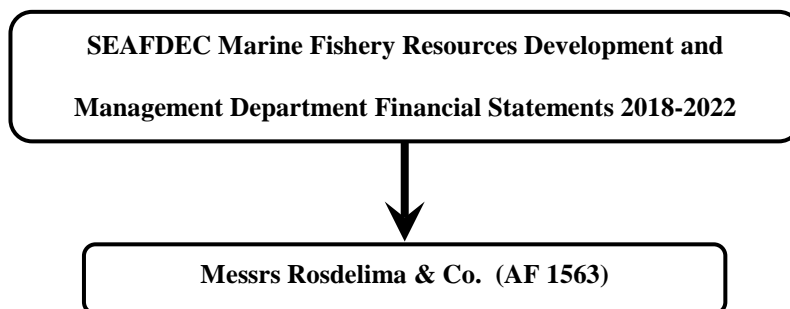 SEAFDEC Marine Fishery Resources Development and
Management Department Financial Statements 2018-2022
Messrs Rosdelima & Co. (AF 1563)